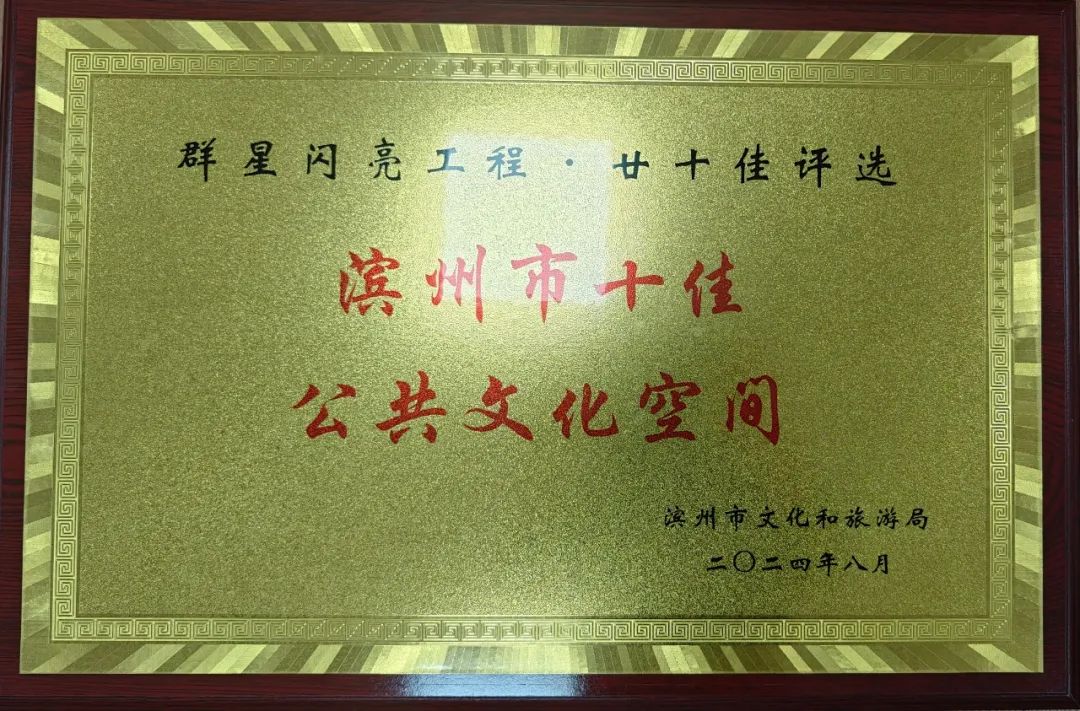 群星闪亮工程·廿十佳评选
滨州市十佳
公共文化空间
滨州市文化和旅游局
二〇二四年八月